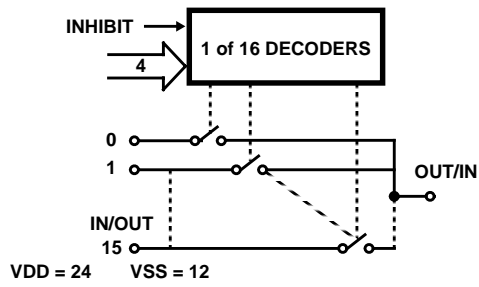 INHIBIT
1 of 16 DECODERS
4
0
1
OUT/IN
IN/OUT
15
VDD = 24 VSS = 12